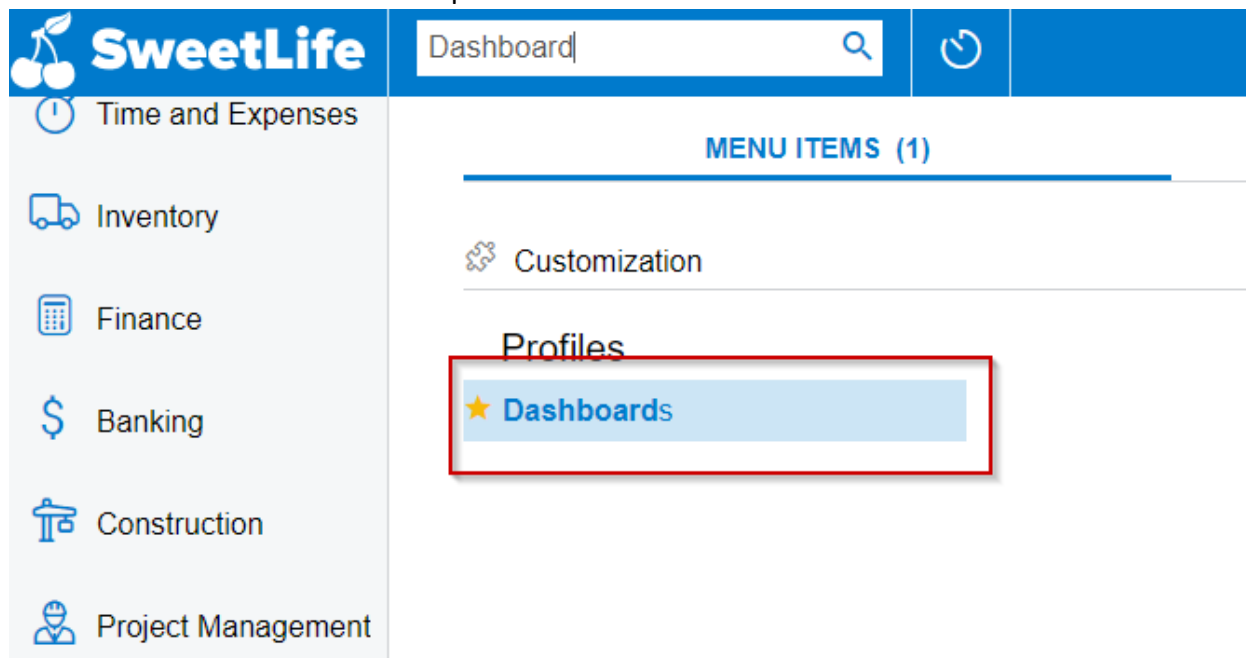 SweetLife
Dashboard
Time and Expenses
MENU ITEMS (1)
Inventory
Customization
Finance
Profiles
Dashboards
$ Banking
Construction
Project Management